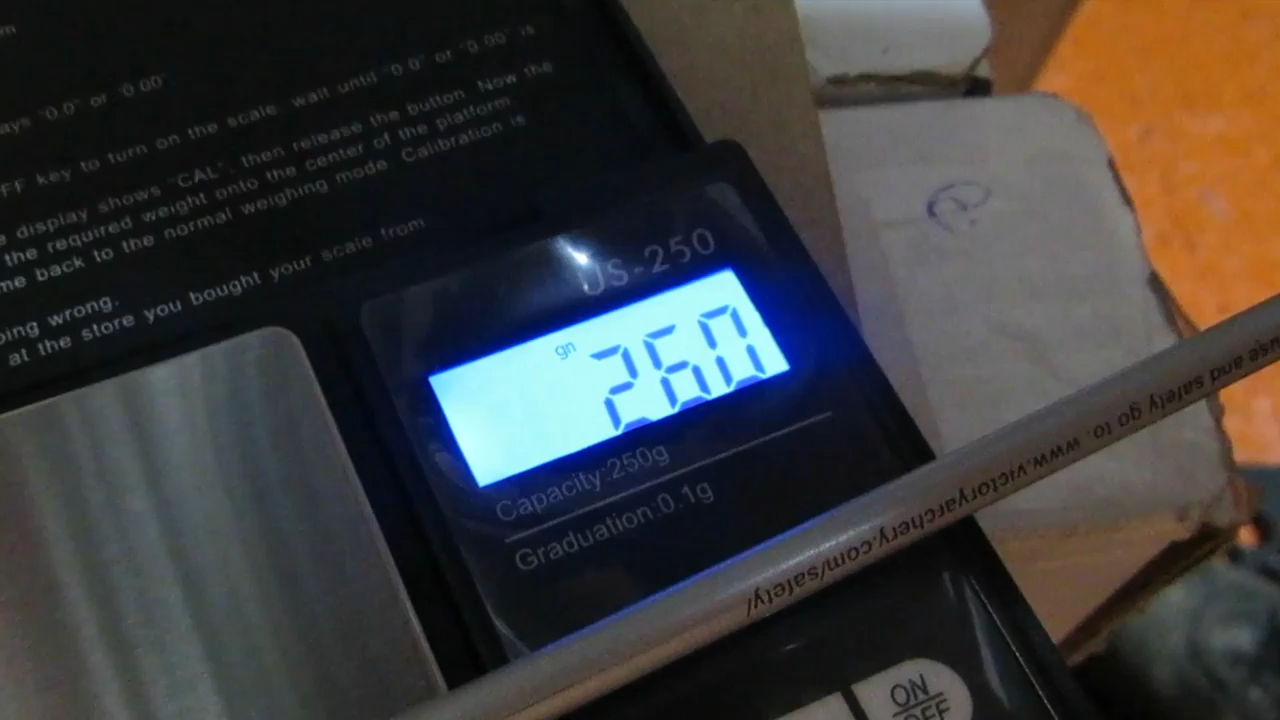 ays "0.0" or "0.00"
FF key to turn on the scale, wait until "0.0" or "0.00" is
display shows "CAL", then release the button. Now the
the required weight onto the center of the platform
me back to the normal weighing mode. Calibration is
oing wrong.
at the store you bought your scale from
US-250
gn
260
Capacity:250g
Graduation:0.1g
use and safety go to: www.victoryarchery.com/safety/
ON
OFF